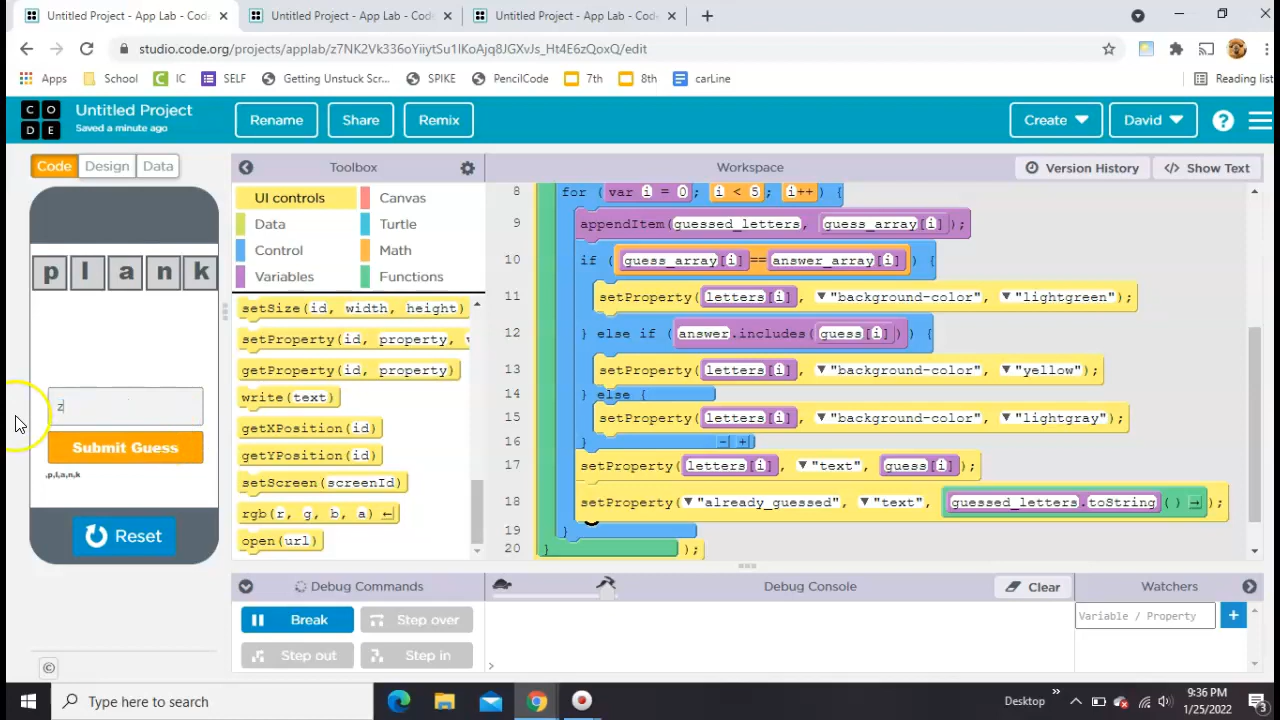 Untitled Project - App Lab - Code
Untitled Project - App Lab - Code
Untitled Project - App Lab - Code
studio.code.org/projects/applab/z7NK2Vk336oYiiytSu1lKoAjq8JGXvJs_Ht4E6zQoxQ/edit
Apps School IC SELF Getting Unstuck Scr... SPIKE PencilCode 7th 8th carLine Reading list
C O D E
Untitled Project
Saved a minute ago
Rename Share Remix Create David ?
Code Design Data Toolbox Workspace Version History </> Show Text
UI controls Canvas
Data Turtle
Control Math
Variables Functions
setSize(id, width, height)
setProperty(id, property, v
getProperty(id, property)
write(text)
getXPosition(id)
getYPosition(id)
setScreen(screenId)
rgb(r, g, b, a)
open(url)
p l a n k
z
Submit Guess
,p,l,a,n,k
Reset
8 for (var i = 0; i < 5; i++) {
9 appendItem(guessed_letters, guess_array[i]);
10 if (guess_array[i]==answer_array[i]) {
11 setProperty(letters[i], "background-color", "lightgreen");
12 } else if (answer.includes(guess[i])) {
13 setProperty(letters[i], "background-color", "yellow");
14 } else {
15 setProperty(letters[i], "background-color", "lightgray");
16 } - +
17 setProperty(letters[i], "text", guess[i]);
18 setProperty("already_guessed", "text", guessed_letters.toString());
19 }
20 } );
Debug Commands Debug Console Clear Watchers
Break Step over
Step out Step in
>
Variable / Property +
Type here to search
Desktop
9:36 PM
1/25/2022
3